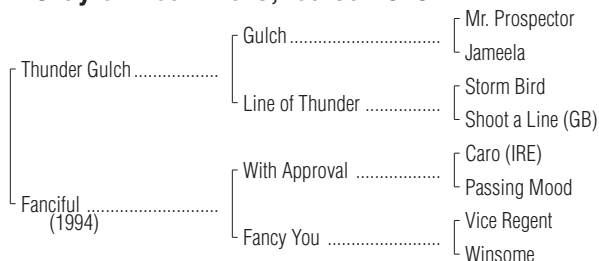 Mr. Prospector
Gulch
Jameela
Thunder Gulch
Storm Bird
Line of Thunder
Shoot a Line (GB)
Caro (IRE)
With Approval
Passing Mood
Fanciful
(1994)
Vice Regent
Fancy You
Winsome